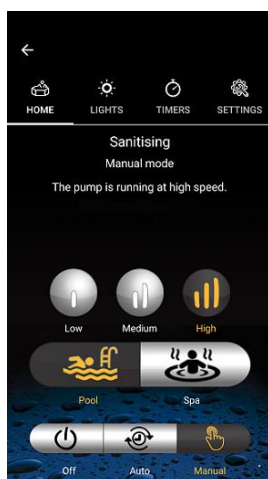 HOME LIGHTS TIMERS SETTINGS
Sanitising
Manual mode
The pump is running at high speed.
Low Medium High
Pool Spa
Off Auto Manual